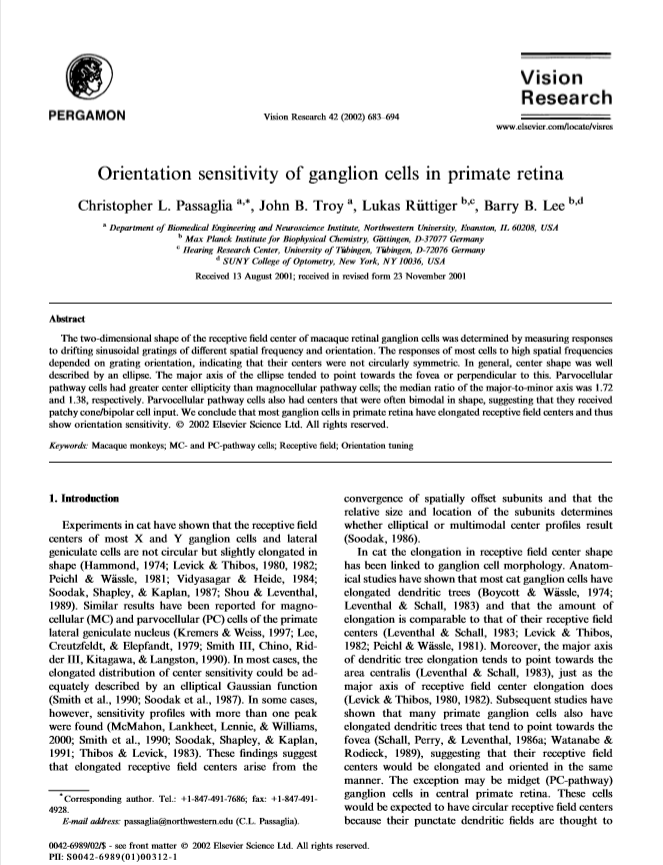 PERGAMON
Vision Research 42 (2002) 683–694
Vision
Research
www.elsevier.com/locate/visres
Orientation sensitivity of ganglion cells in primate retina
Christopher L. Passaglia a,*, John B. Troy a, Lukas Rüttiger b,c, Barry B. Lee b,d
a Department of Biomedical Engineering and Neuroscience Institute, Northwestern University, Evanston, IL 60208, USA
b Max Planck Institute for Biophysical Chemistry, Göttingen, D-37077 Germany
c Hearing Research Center, University of Tübingen, Tübingen, D-72076 Germany
d SUNY College of Optometry, New York, NY 10036, USA
Received 13 August 2001; received in revised form 23 November 2001
Abstract
The two-dimensional shape of the receptive field center of macaque retinal ganglion cells was determined by measuring responses
to drifting sinusoidal gratings of different spatial frequency and orientation. The responses of most cells to high spatial frequencies
depended on grating orientation, indicating that their centers were not circularly symmetric. In general, center shape was well
described by an ellipse. The major axis of the ellipse tended to point towards the fovea or perpendicular to this. Parvocellular
pathway cells had greater center ellipticity than magnocellular pathway cells; the median ratio of the major-to-minor axis was 1.72
and 1.38, respectively. Parvocellular pathway cells also had centers that were often bimodal in shape, suggesting that they received
patchy cone/bipolar cell input. We conclude that most ganglion cells in primate retina have elongated receptive field centers and thus
show orientation sensitivity. © 2002 Elsevier Science Ltd. All rights reserved.
Keywords: Macaque monkeys; MC- and PC-pathway cells; Receptive field; Orientation tuning
1. Introduction
Experiments in cat have shown that the receptive field
centers of most X and Y ganglion cells and lateral
geniculate cells are not circular but slightly elongated in
shape (Hammond, 1974; Levick & Thibos, 1980, 1982;
Peichl & Wässle, 1981; Vidyasagar & Heide, 1984;
Soodak, Shapley, & Kaplan, 1987; Shou & Leventhal,
1989). Similar results have been reported for magno-
cellular (MC) and parvocellular (PC) cells of the primate
lateral geniculate nucleus (Kremers & Weiss, 1997; Lee,
Creutzfeldt, & Elepfandt, 1979; Smith III, Chino, Rid-
der III, Kitagawa, & Langston, 1990). In most cases, the
elongated distribution of center sensitivity could be ad-
equately described by an elliptical Gaussian function
(Smith et al., 1990; Soodak et al., 1987). In some cases,
however, sensitivity profiles with more than one peak
were found (McMahon, Lankheet, Lennie, & Williams,
2000; Smith et al., 1990; Soodak, Shapley, & Kaplan,
1991; Thibos & Levick, 1983). These findings suggest
that elongated receptive field centers arise from the
* Corresponding author. Tel.: +1-847-491-7686; fax: +1-847-491-
4928.
E-mail address: passaglia@northwestern.edu (C.L. Passaglia).
convergence of spatially offset subunits and that the
relative size and location of the subunits determines
whether elliptical or multimodal center profiles result
(Soodak, 1986).
In cat the elongation in receptive field center shape
has been linked to ganglion cell morphology. Anatom-
ical studies have shown that most cat ganglion cells have
elongated dendritic trees (Boycott & Wässle, 1974;
Leventhal & Schall, 1983) and that the amount of
elongation is comparable to that of their receptive field
centers (Leventhal & Schall, 1983; Levick & Thibos,
1982; Peichl & Wässle, 1981). Moreover, the major axis
of dendritic tree elongation tends to point towards the
area centralis (Leventhal & Schall, 1983), just as the
major axis of receptive field center elongation does
(Levick & Thibos, 1980, 1982). Subsequent studies have
shown that many primate ganglion cells also have
elongated dendritic trees that tend to point towards the
fovea (Schall, Perry, & Leventhal, 1986a; Watanabe &
Rodieck, 1989), suggesting that their receptive field
centers would be elongated and oriented in the same
manner. The exception may be midget (PC-pathway)
ganglion cells in central primate retina. These cells
would be expected to have circular receptive field centers
because their punctate dendritic fields are thought to
0042-6989/02/$ - see front matter © 2002 Elsevier Science Ltd. All rights reserved.
PII: S0042-6989(01)00312-1